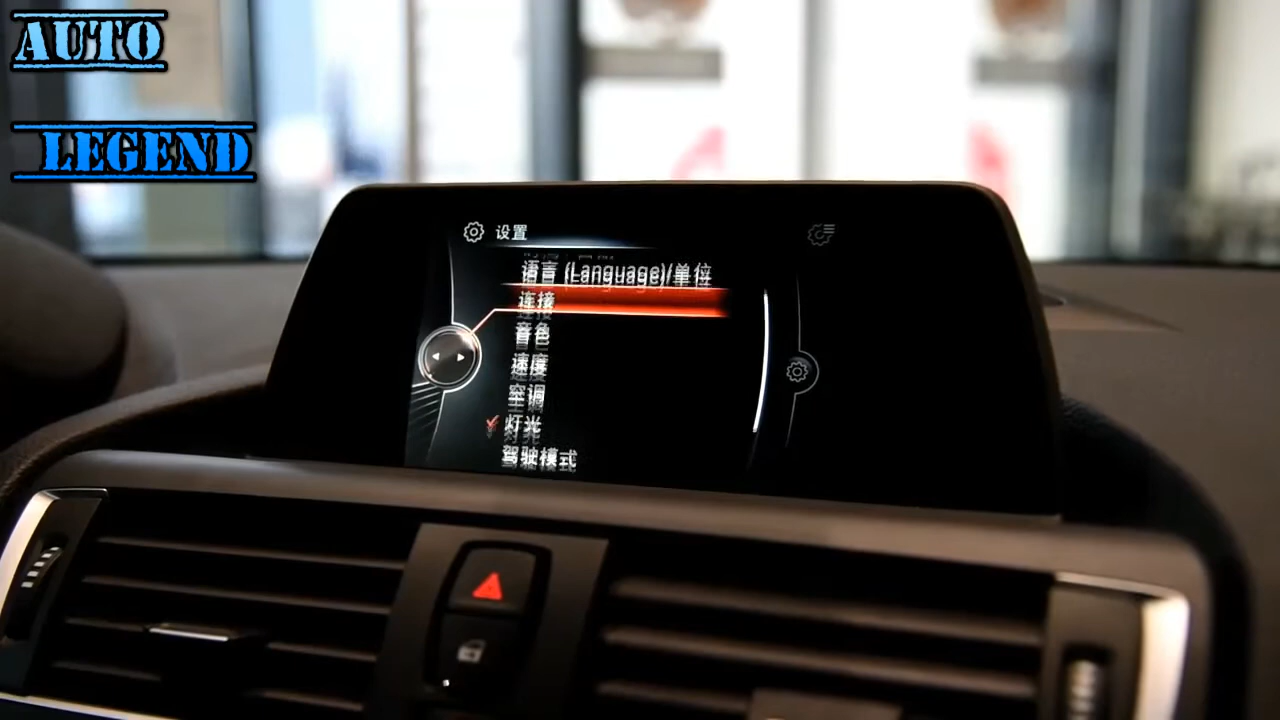 AUTO
LEGEND
设置
语言 (Language)/单位
连接
音色
速度
空调
灯光
驾驶模式